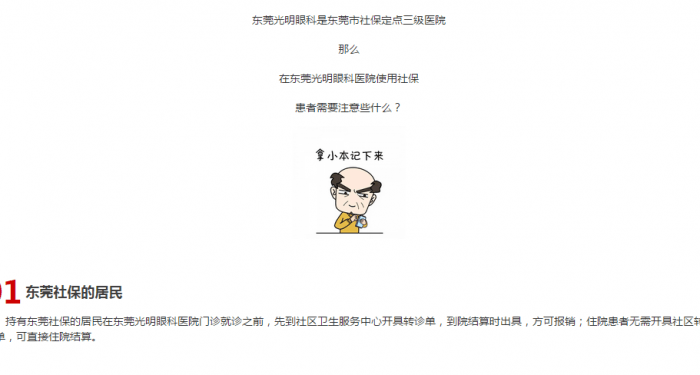 东莞光明眼科是东莞市社保定点三级医院
那么
在东莞光明眼科医院使用社保
患者需要注意些什么？
拿小本记下来
01 东莞社保的居民
持有东莞社保的居民在东莞光明眼科医院门诊就诊之前，先到社区卫生服务中心开具转诊单，到院结算时出具，方可报销；住院患者无需开具社区转
单，可直接住院结算。